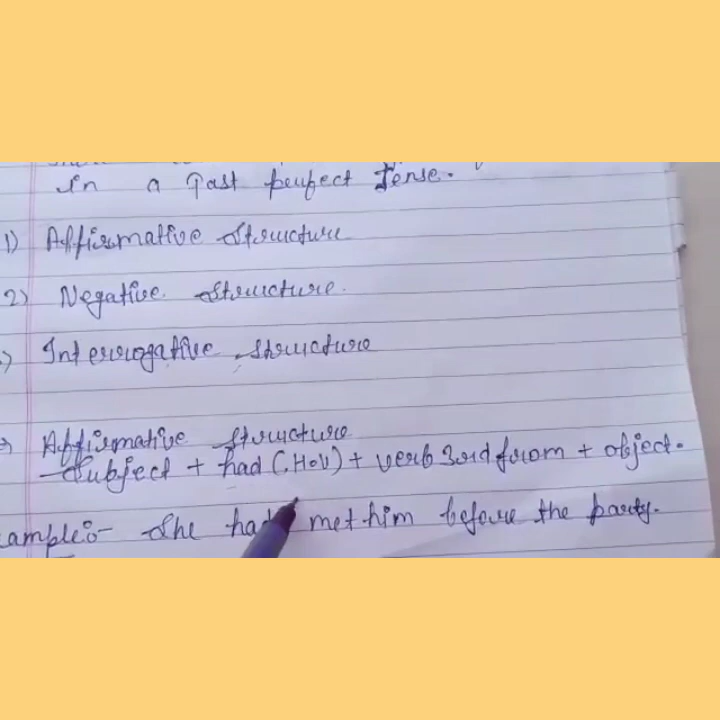 in a Past perfect Tense.
1) Affirmative structure
2) Negative structure.
) Interrogative structure
Affirmative structure
Subject + had (H.V) + verb 3rd from + object.
ample:- She had met him before the party.